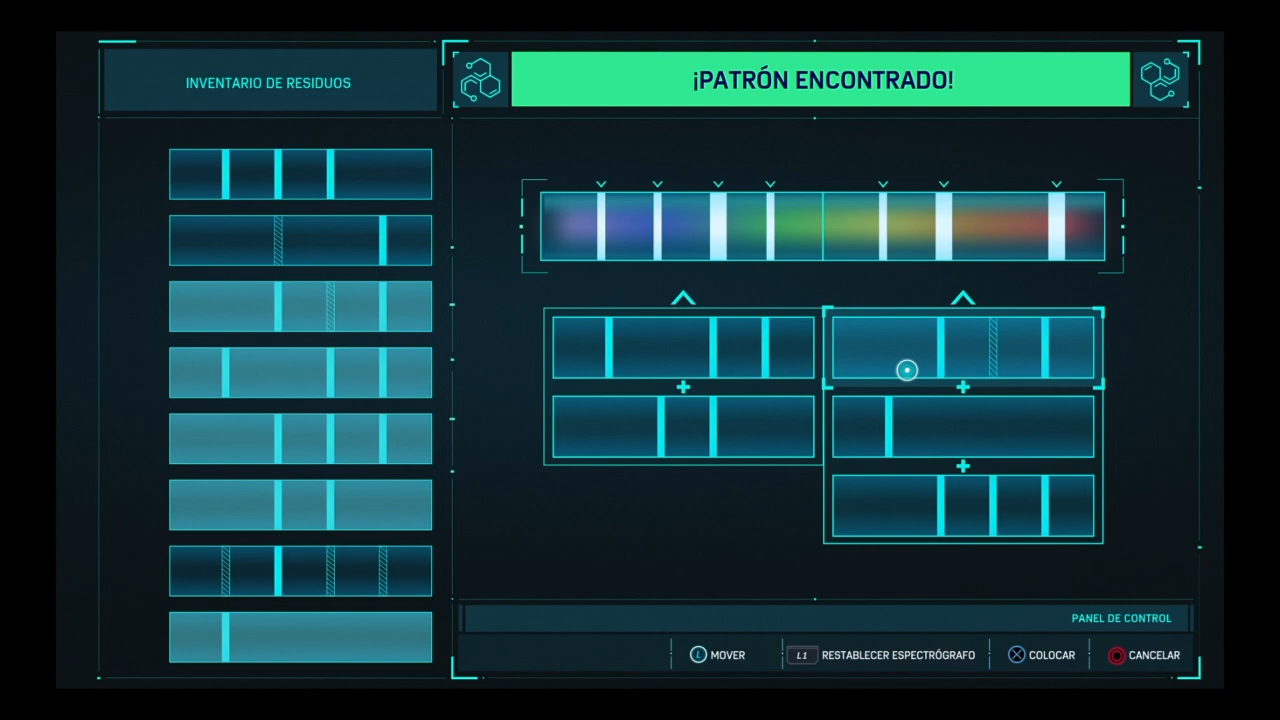 INVENTARIO DE RESIDUOS
¡PATRÓN ENCONTRADO!
PANEL DE CONTROL
L MOVER
L1 RESTABLECER ESPECTRÓGRAFO
COLOCAR
CANCELAR